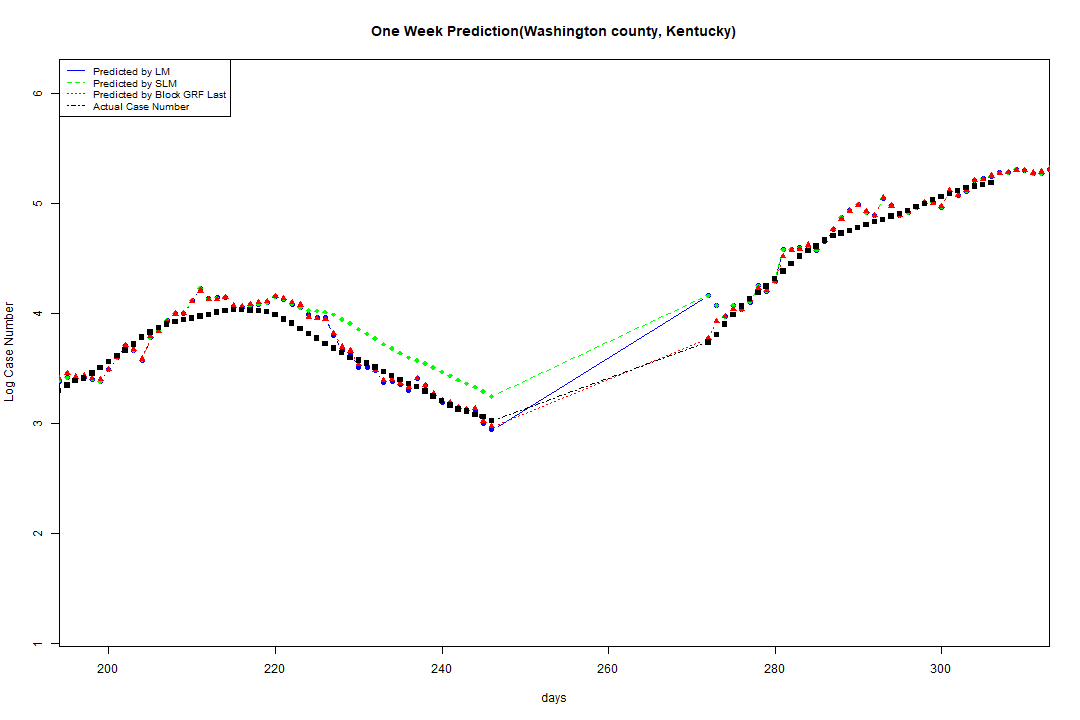 One Week Prediction(Washington county, Kentucky)
Predicted by LM
Predicted by SLM
Predicted by Block GRF Last
Actual Case Number
Log Case Number
6
5
4
3
2
1
200 220 240 260 280 300
days